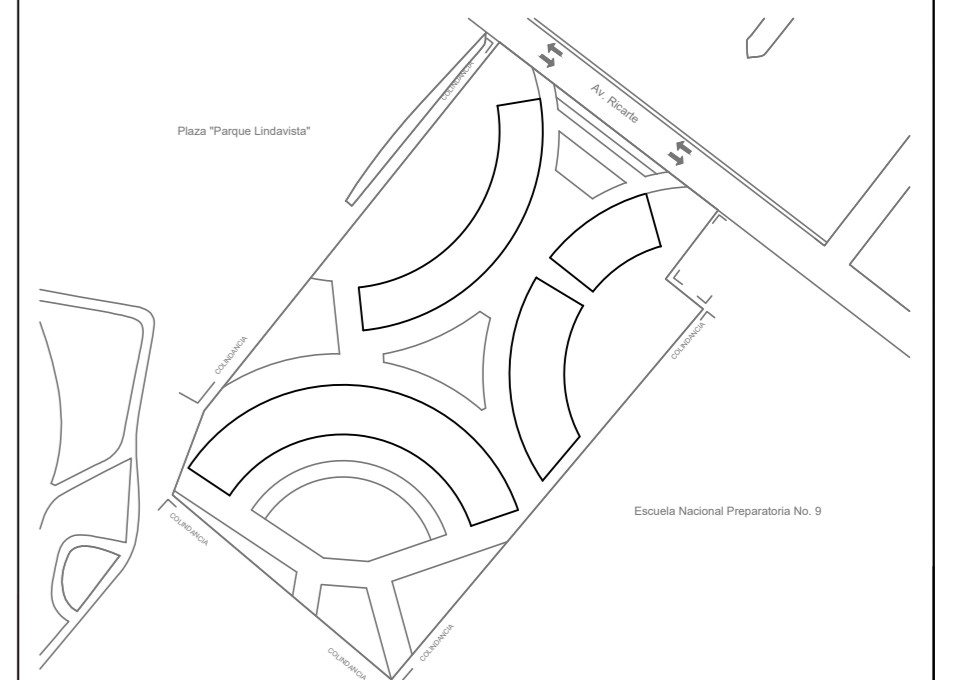 COLINDANCIA
Av. Ricarte
Plaza "Parque Lindavista"
COLINDANCIA
COLINDANCIA
Escuela Nacional Preparatoria No. 9
COLINDANCIA
COLINDANCIA
COLINDANCIA